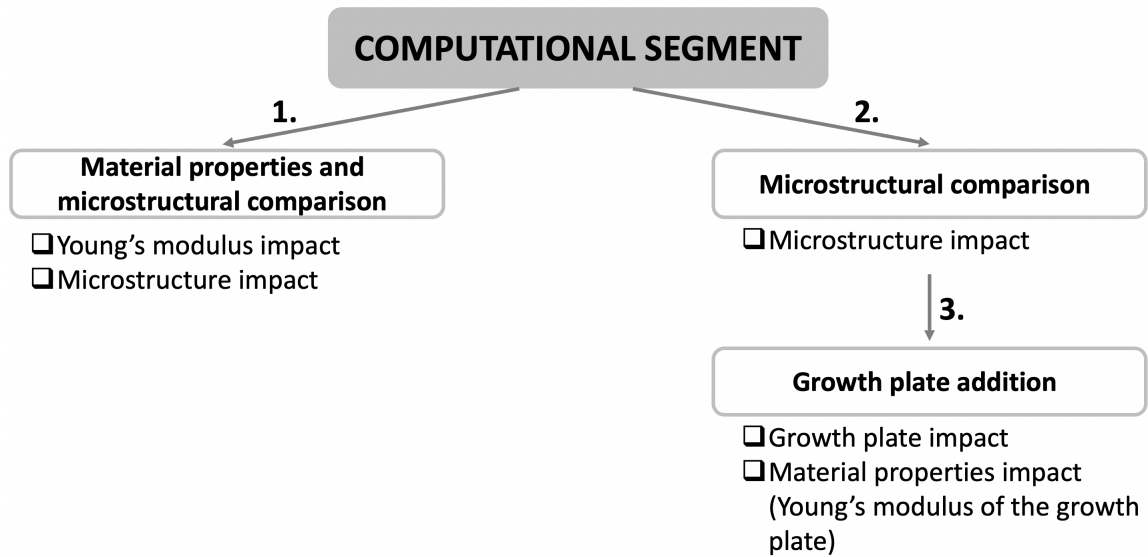 COMPUTATIONAL SEGMENT
1.
2.
Material properties and
microstructural comparison
❑Young’s modulus impact
❑Microstructure impact
Microstructural comparison
❑Microstructure impact
3.
Growth plate addition
❑Growth plate impact
❑Material properties impact
(Young’s modulus of the growth
plate)